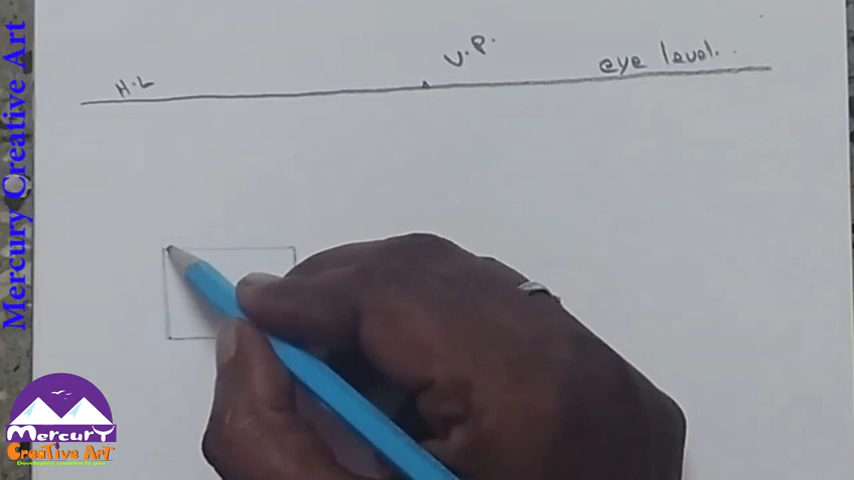 Mercury Creative Art
H.L
V.P.
eye level..
Mercury
Creative Art